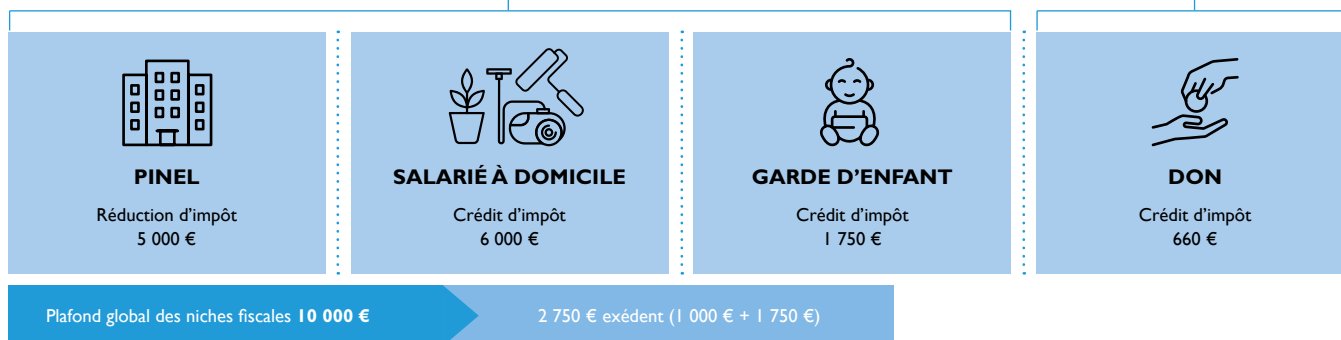 PINEL
Réduction d'impôt
5 000 €
SALARIÉ À DOMICILE
Crédit d'impôt
6 000 €
GARDE D'ENFANT
Crédit d'impôt
1 750 €
DON
Crédit d'impôt
660 €
Plafond global des niches fiscales 10 000 €
2 750 € exédent (1 000 € + 1 750 €)